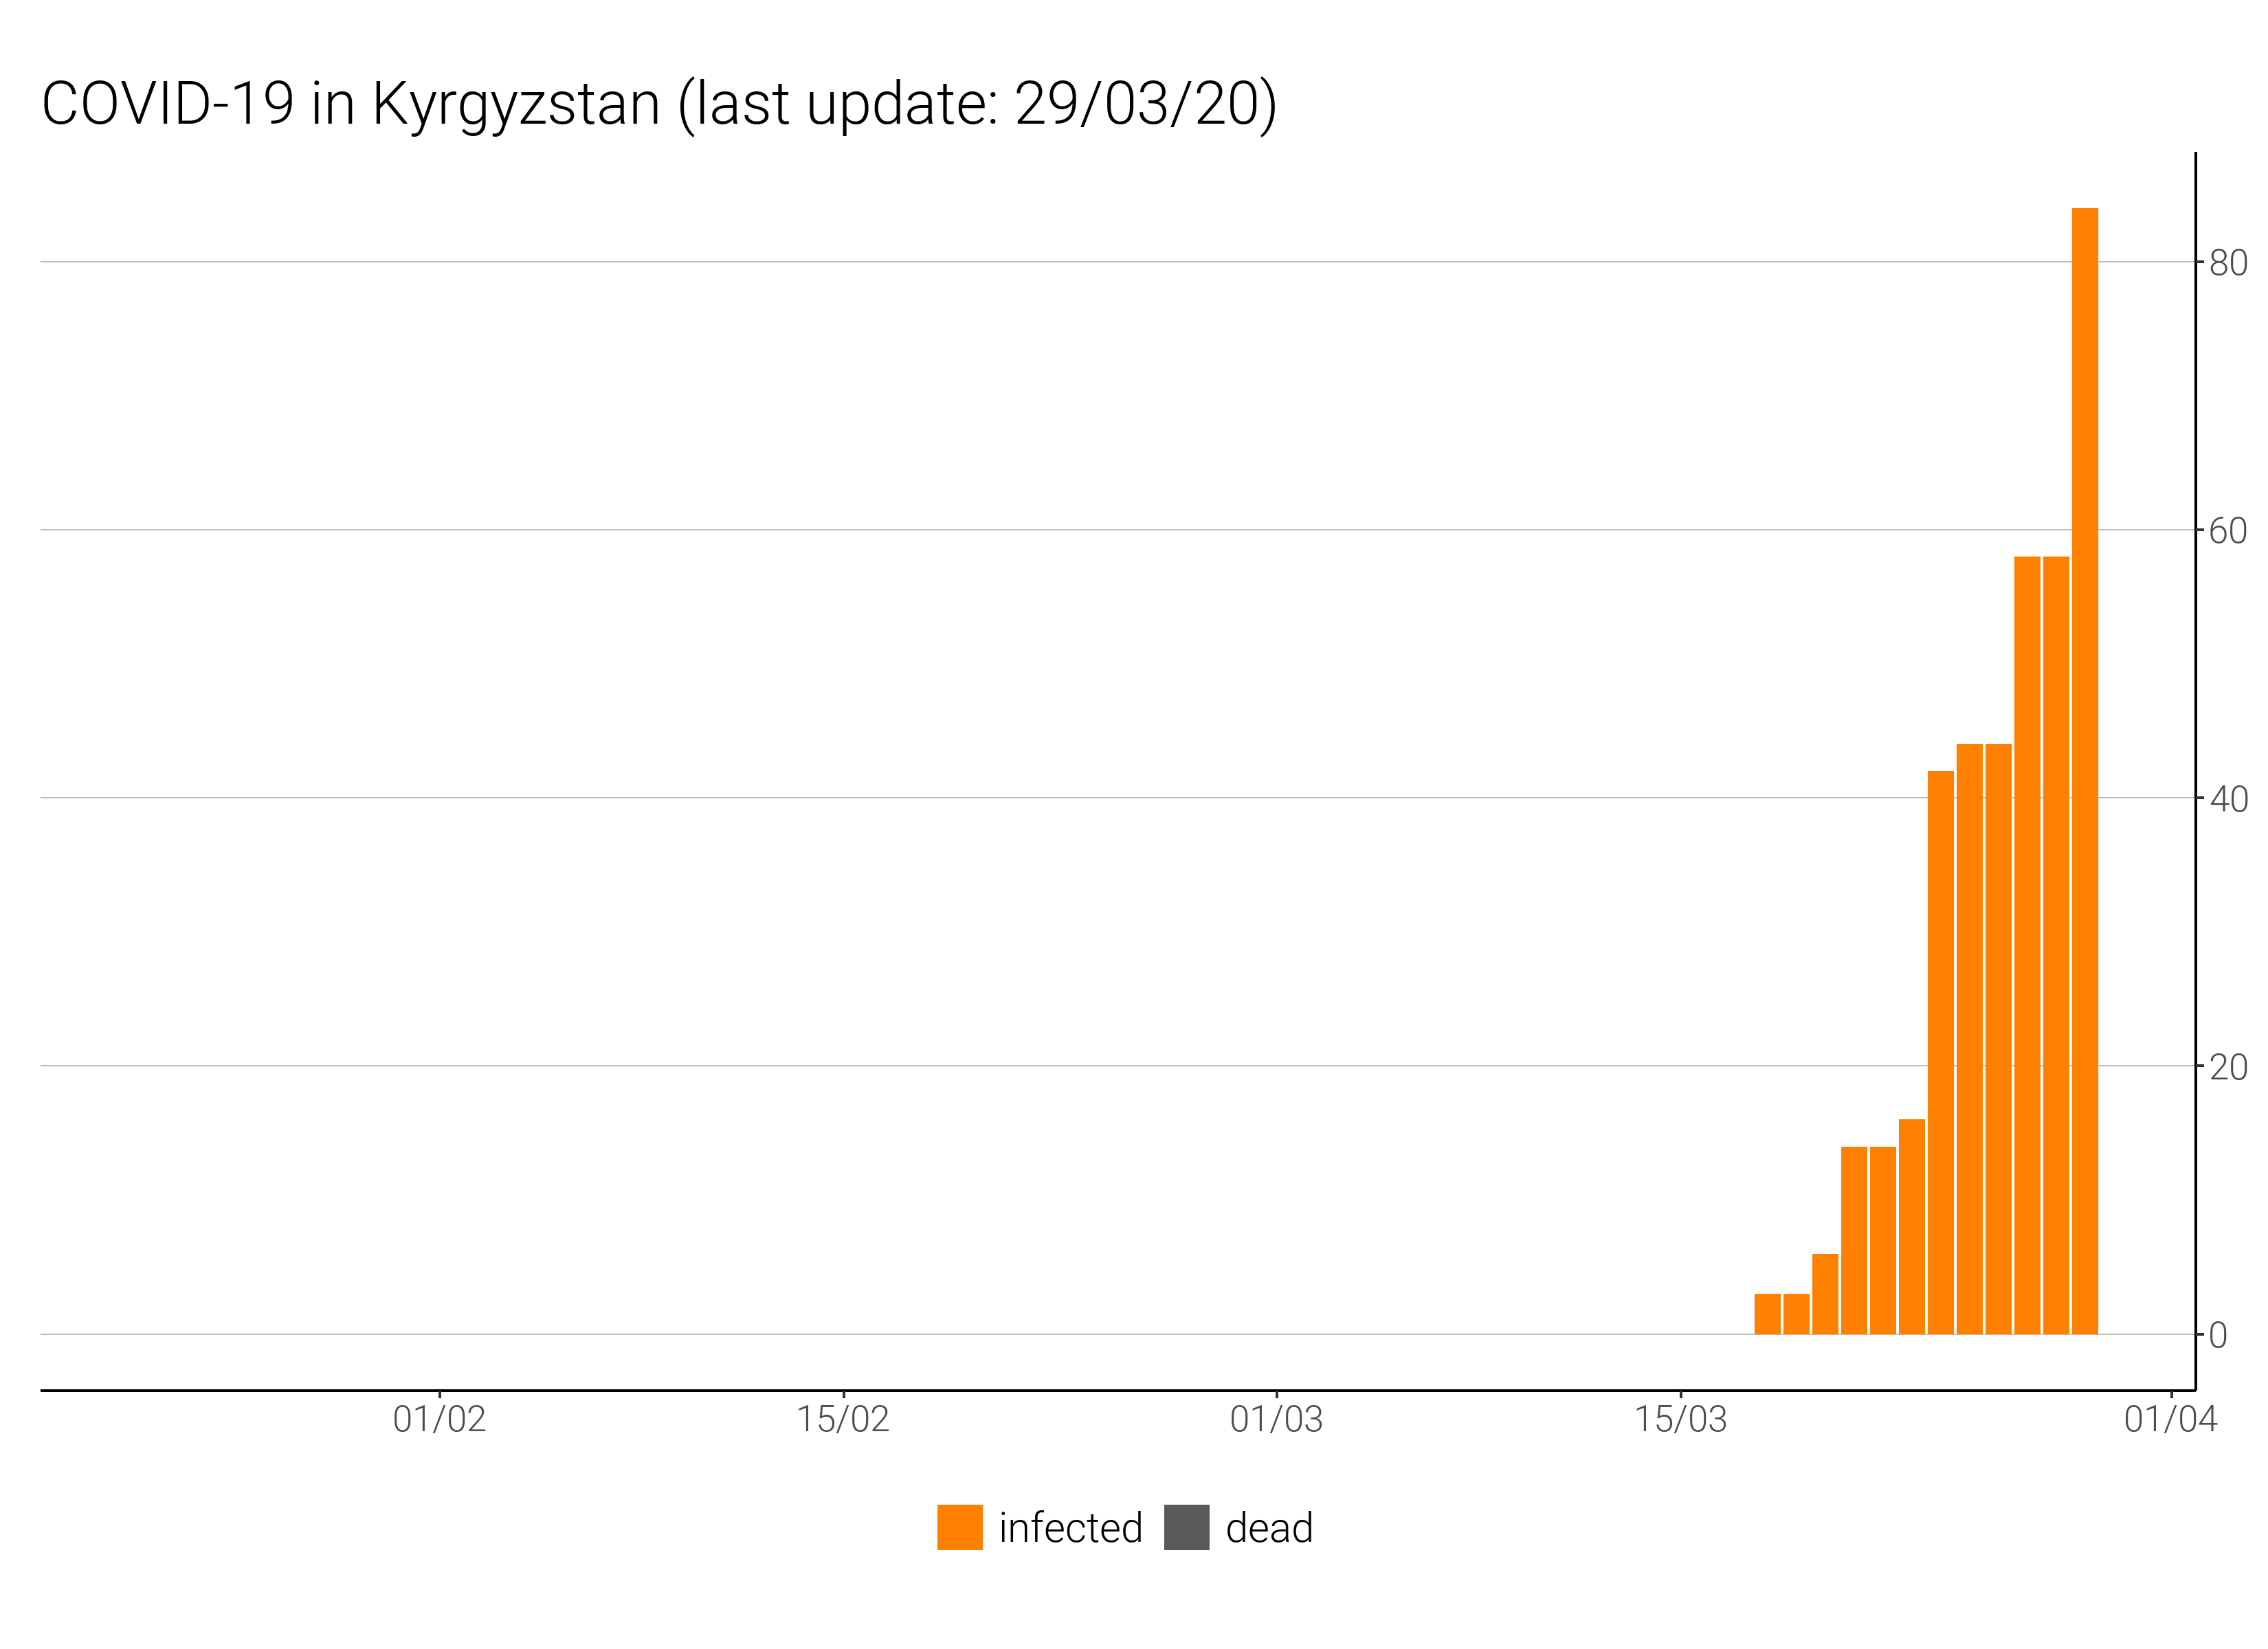 COVID-19 in Kyrgyzstan (last update: 29/03/20)
80
60
40
20
0
01/02 15/02 01/03 15/03 01/04
infected dead